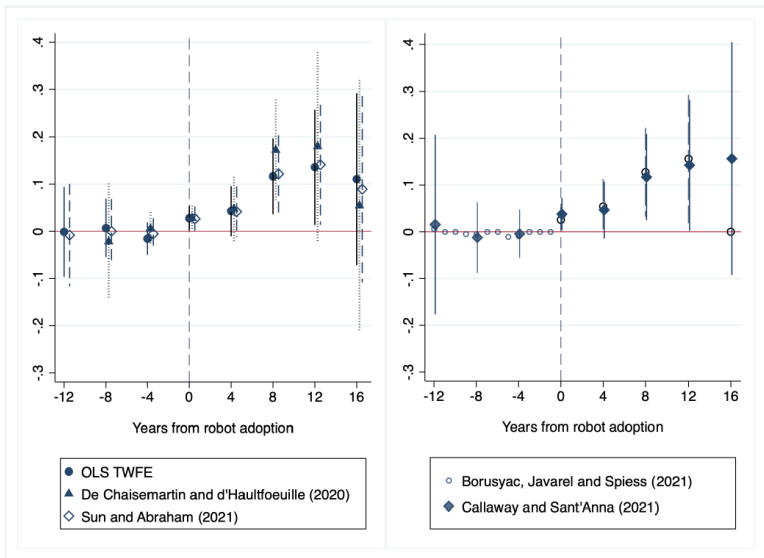 .4
.3
.2
.1
0
-.1
-.2
-.3
-12 -8 -4 0 4 8 12 16
Years from robot adoption
OLS TWFE
De Chaisemartin and d'Haultfoeuille (2020)
Sun and Abraham (2021)
.4
.3
.2
.1
0
-.1
-.2
-.3
-12 -8 -4 0 4 8 12 16
Years from robot adoption
Borusyac, Javarel and Spiess (2021)
Callaway and Sant'Anna (2021)